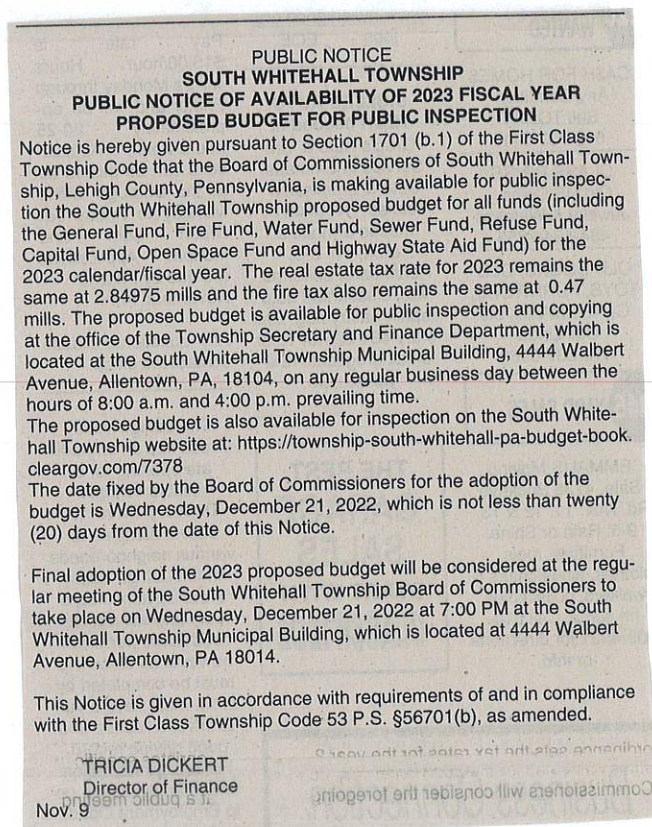 PUBLIC NOTICE
SOUTH WHITEHALL TOWNSHIP
PUBLIC NOTICE OF AVAILABILITY OF 2023 FISCAL YEAR
PROPOSED BUDGET FOR PUBLIC INSPECTION
Notice is hereby given pursuant to Section 1701 (b.1) of the First Class
Township Code that the Board of Commissioners of South Whitehall Town-
ship, Lehigh County, Pennsylvania, is making available for public inspec-
tion the South Whitehall Township proposed budget for all funds (including
the General Fund, Fire Fund, Water Fund, Sewer Fund, Refuse Fund,
Capital Fund, Open Space Fund and Highway State Aid Fund) for the
2023 calendar/fiscal year. The real estate tax rate for 2023 remains the
same at 2.84975 mills and the fire tax also remains the same at 0.47
mills. The proposed budget is available for public inspection and copying
at the office of the Township Secretary and Finance Department, which is
located at the South Whitehall Township Municipal Building, 4444 Walbert
Avenue, Allentown, PA, 18104, on any regular business day between the
hours of 8:00 a.m. and 4:00 p.m. prevailing time.
The proposed budget is also available for inspection on the South White-
hall Township website at: https://township-south-whitehall-pa-budget-book.
cleargov.com/7378
The date fixed by the Board of Commissioners for the adoption of the
budget is Wednesday, December 21, 2022, which is not less than twenty
(20) days from the date of this Notice.
Final adoption of the 2023 proposed budget will be considered at the regu-
lar meeting of the South Whitehall Township Board of Commissioners to
take place on Wednesday, December 21, 2022 at 7:00 PM at the South
Whitehall Township Municipal Building, which is located at 4444 Walbert
Avenue, Allentown, PA 18014.
This Notice is given in accordance with requirements of and in compliance
with the First Class Township Code 53 P.S. §56701(b), as amended.
TRICIA DICKERT
Director of Finance
Nov. 9